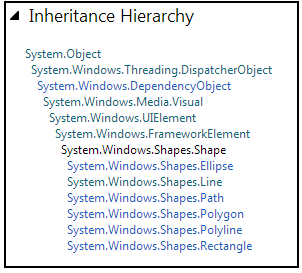 Inheritance Hierarchy
System.Object
System.Windows.Threading.DispatcherObject
System.Windows.DependencyObject
System.Windows.Media.Visual
System.Windows.UIElement
System.Windows.FrameworkElement
System.Windows.Shapes.Shape
System.Windows.Shapes.Ellipse
System.Windows.Shapes.Line
System.Windows.Shapes.Path
System.Windows.Shapes.Polygon
System.Windows.Shapes.Polyline
System.Windows.Shapes.Rectangle